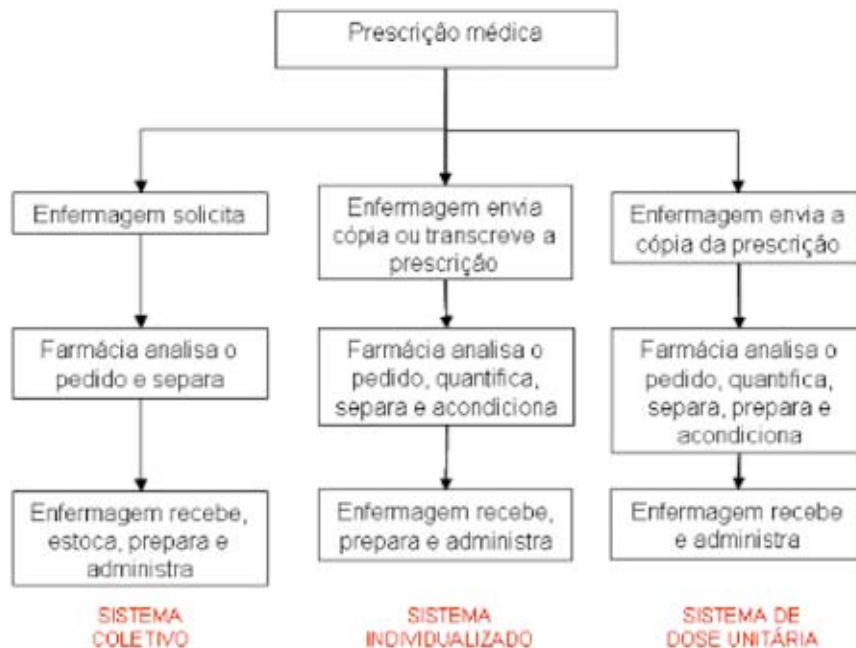 Prescrição médica
Enfermagem solicita
Enfermagem envia
cópia ou transcreve a
prescrição
Enfermagem envia a
cópia da prescrição
Farmácia analisa o
pedido e separa
Farmácia analisa o
pedido, quantifica,
separa e acondiciona
Farmácia analisa o
pedido, quantifica,
separa, prepara e
acondiciona
Enfermagem recebe,
estoca, prepara e
administra
Enfermagem recebe,
prepara e administra
Enfermagem recebe
e administra
SISTEMA
COLETIVO
SISTEMA
INDIVIDUALIZADO
SISTEMA DE
DOSE UNITÁRIA